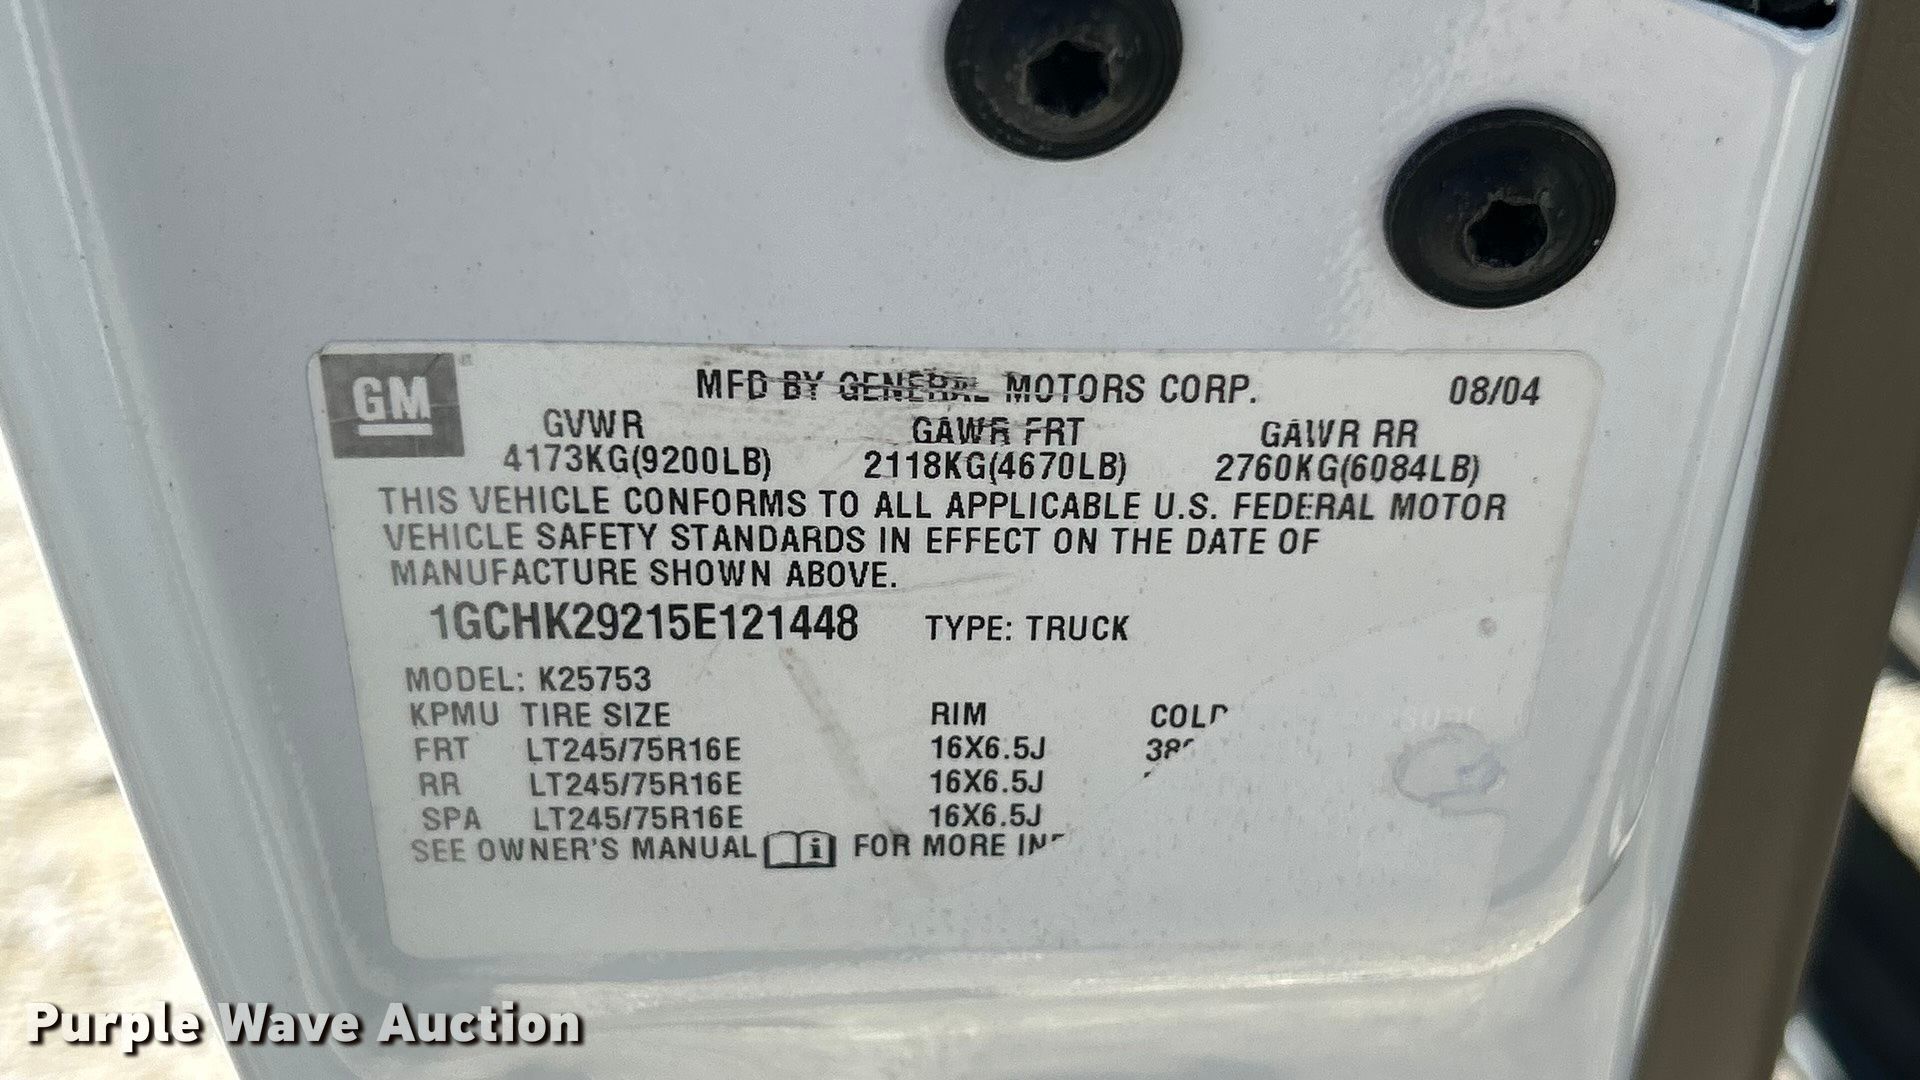 GM
MFD BY GENERAL MOTORS CORP. 08/04
GVWR GAWR FRT GAWR RR
4173KG(9200LB) 2118KG(4670LB) 2760KG(6084LB)
THIS VEHICLE CONFORMS TO ALL APPLICABLE U.S. FEDERAL MOTOR
VEHICLE SAFETY STANDARDS IN EFFECT ON THE DATE OF
MANUFACTURE SHOWN ABOVE.
1GCHK29215E121448 TYPE: TRUCK
MODEL: K25753
KPMU TIRE SIZE RIM COLD
FRT LT245/75R16E 16X6.5J
RR LT245/75R16E 16X6.5J
SPA LT245/75R16E 16X6.5J
SEE OWNER'S MANUAL i FOR MORE
Purple Wave Auction